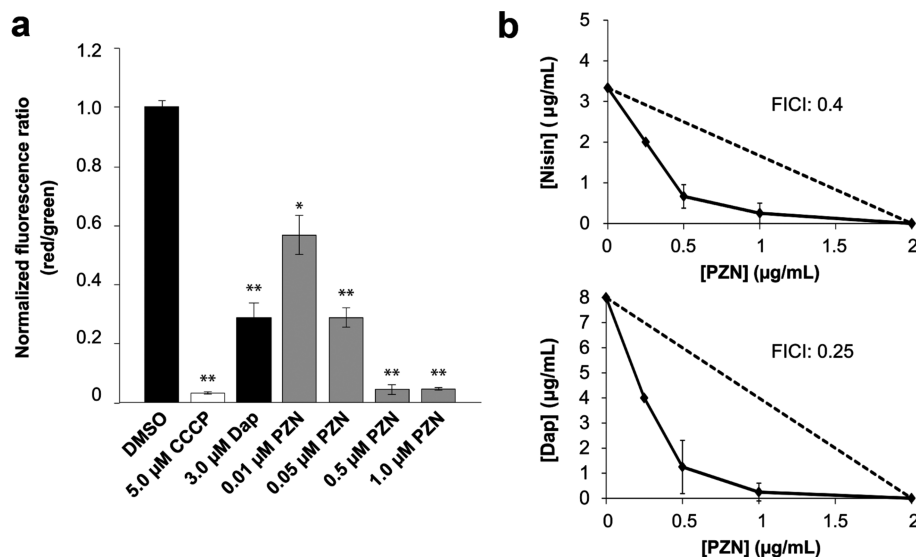 a
Normalized fluorescence ratio
(red/green)
1.2
1.0
0.8
0.6
0.4
0.2
0
**
**
*
**
**
**
DMSO
5.0 µM CCCP
3.0 µM Dap
0.01 µM PZN
0.05 µM PZN
0.5 µM PZN
1.0 µM PZN
b
[Nisin] ( µg/mL)
5
4
3
2
1
0
FICI: 0.4
0 0.5 1 1.5 2
[PZN] (µg/mL)
[Dap] (µg/mL)
8
7
6
5
4
3
2
1
0
FICI: 0.25
0 0.5 1 1.5 2
[PZN] (µg/mL)